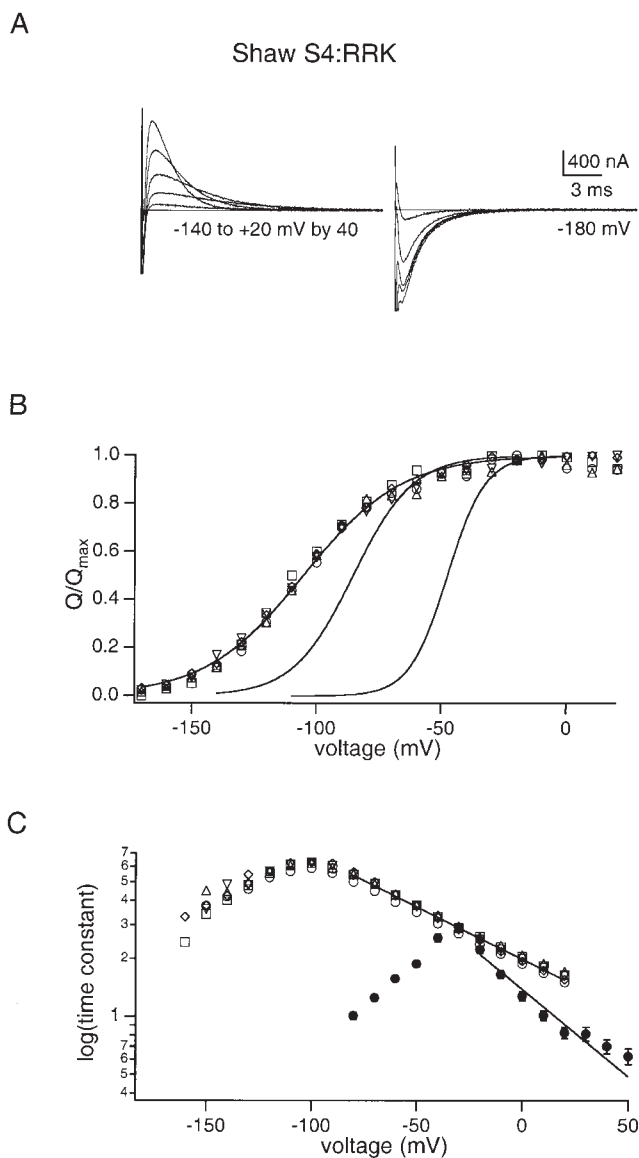 A
Shaw S4:RRK
400 nA
3 ms
-140 to +20 mV by 40
-180 mV
B
1.0
0.8
0.6
0.4
0.2
0.0
Q/Qmax
-150
-100
-50
0
voltage (mV)
C
7
6
5
4
3
2
1
7
6
5
4
log(time constant)
-150
-100
-50
0
50
voltage (mV)